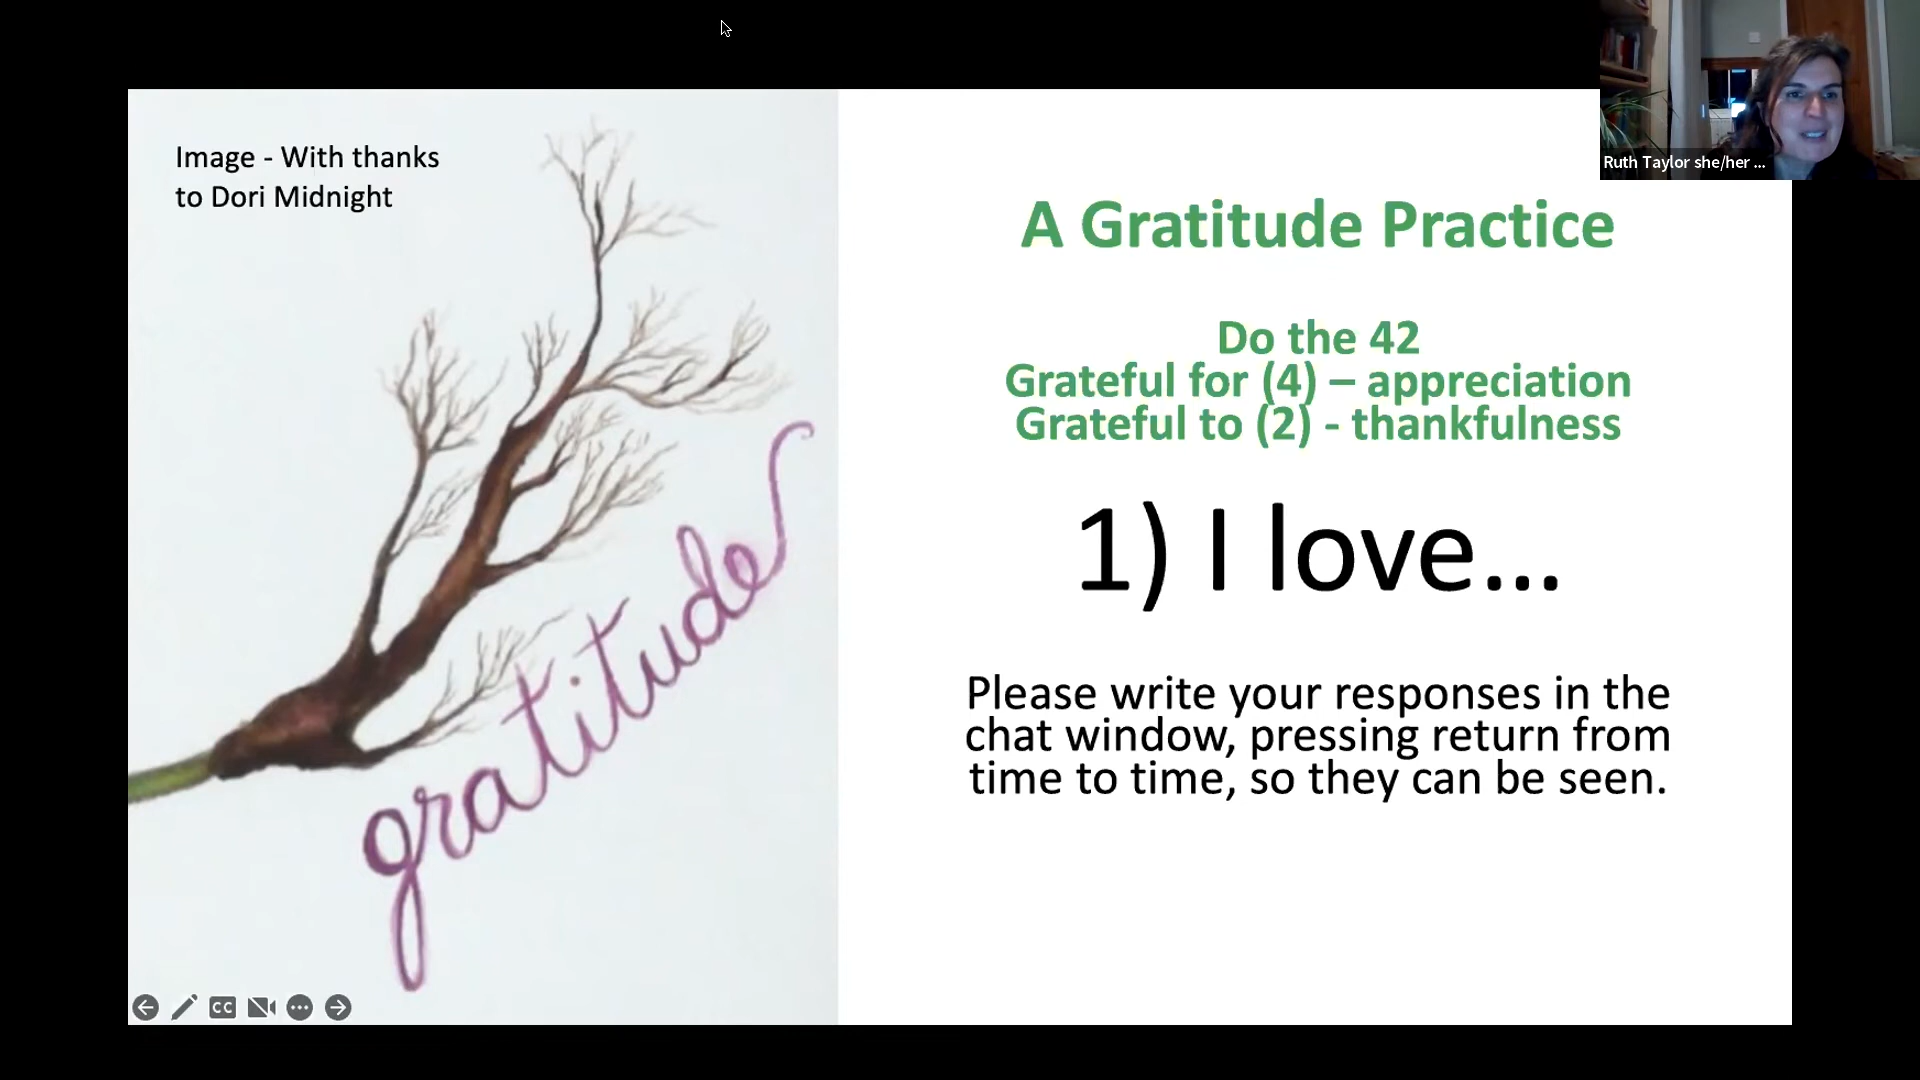 Image - With thanks
to Dori Midnight
gratitude
Ruth Taylor she/her ...
A Gratitude Practice
Do the 42
Grateful for (4) – appreciation
Grateful to (2) - thankfulness
1) I love...
Please write your responses in the
chat window, pressing return from
time to time, so they can be seen.
CC